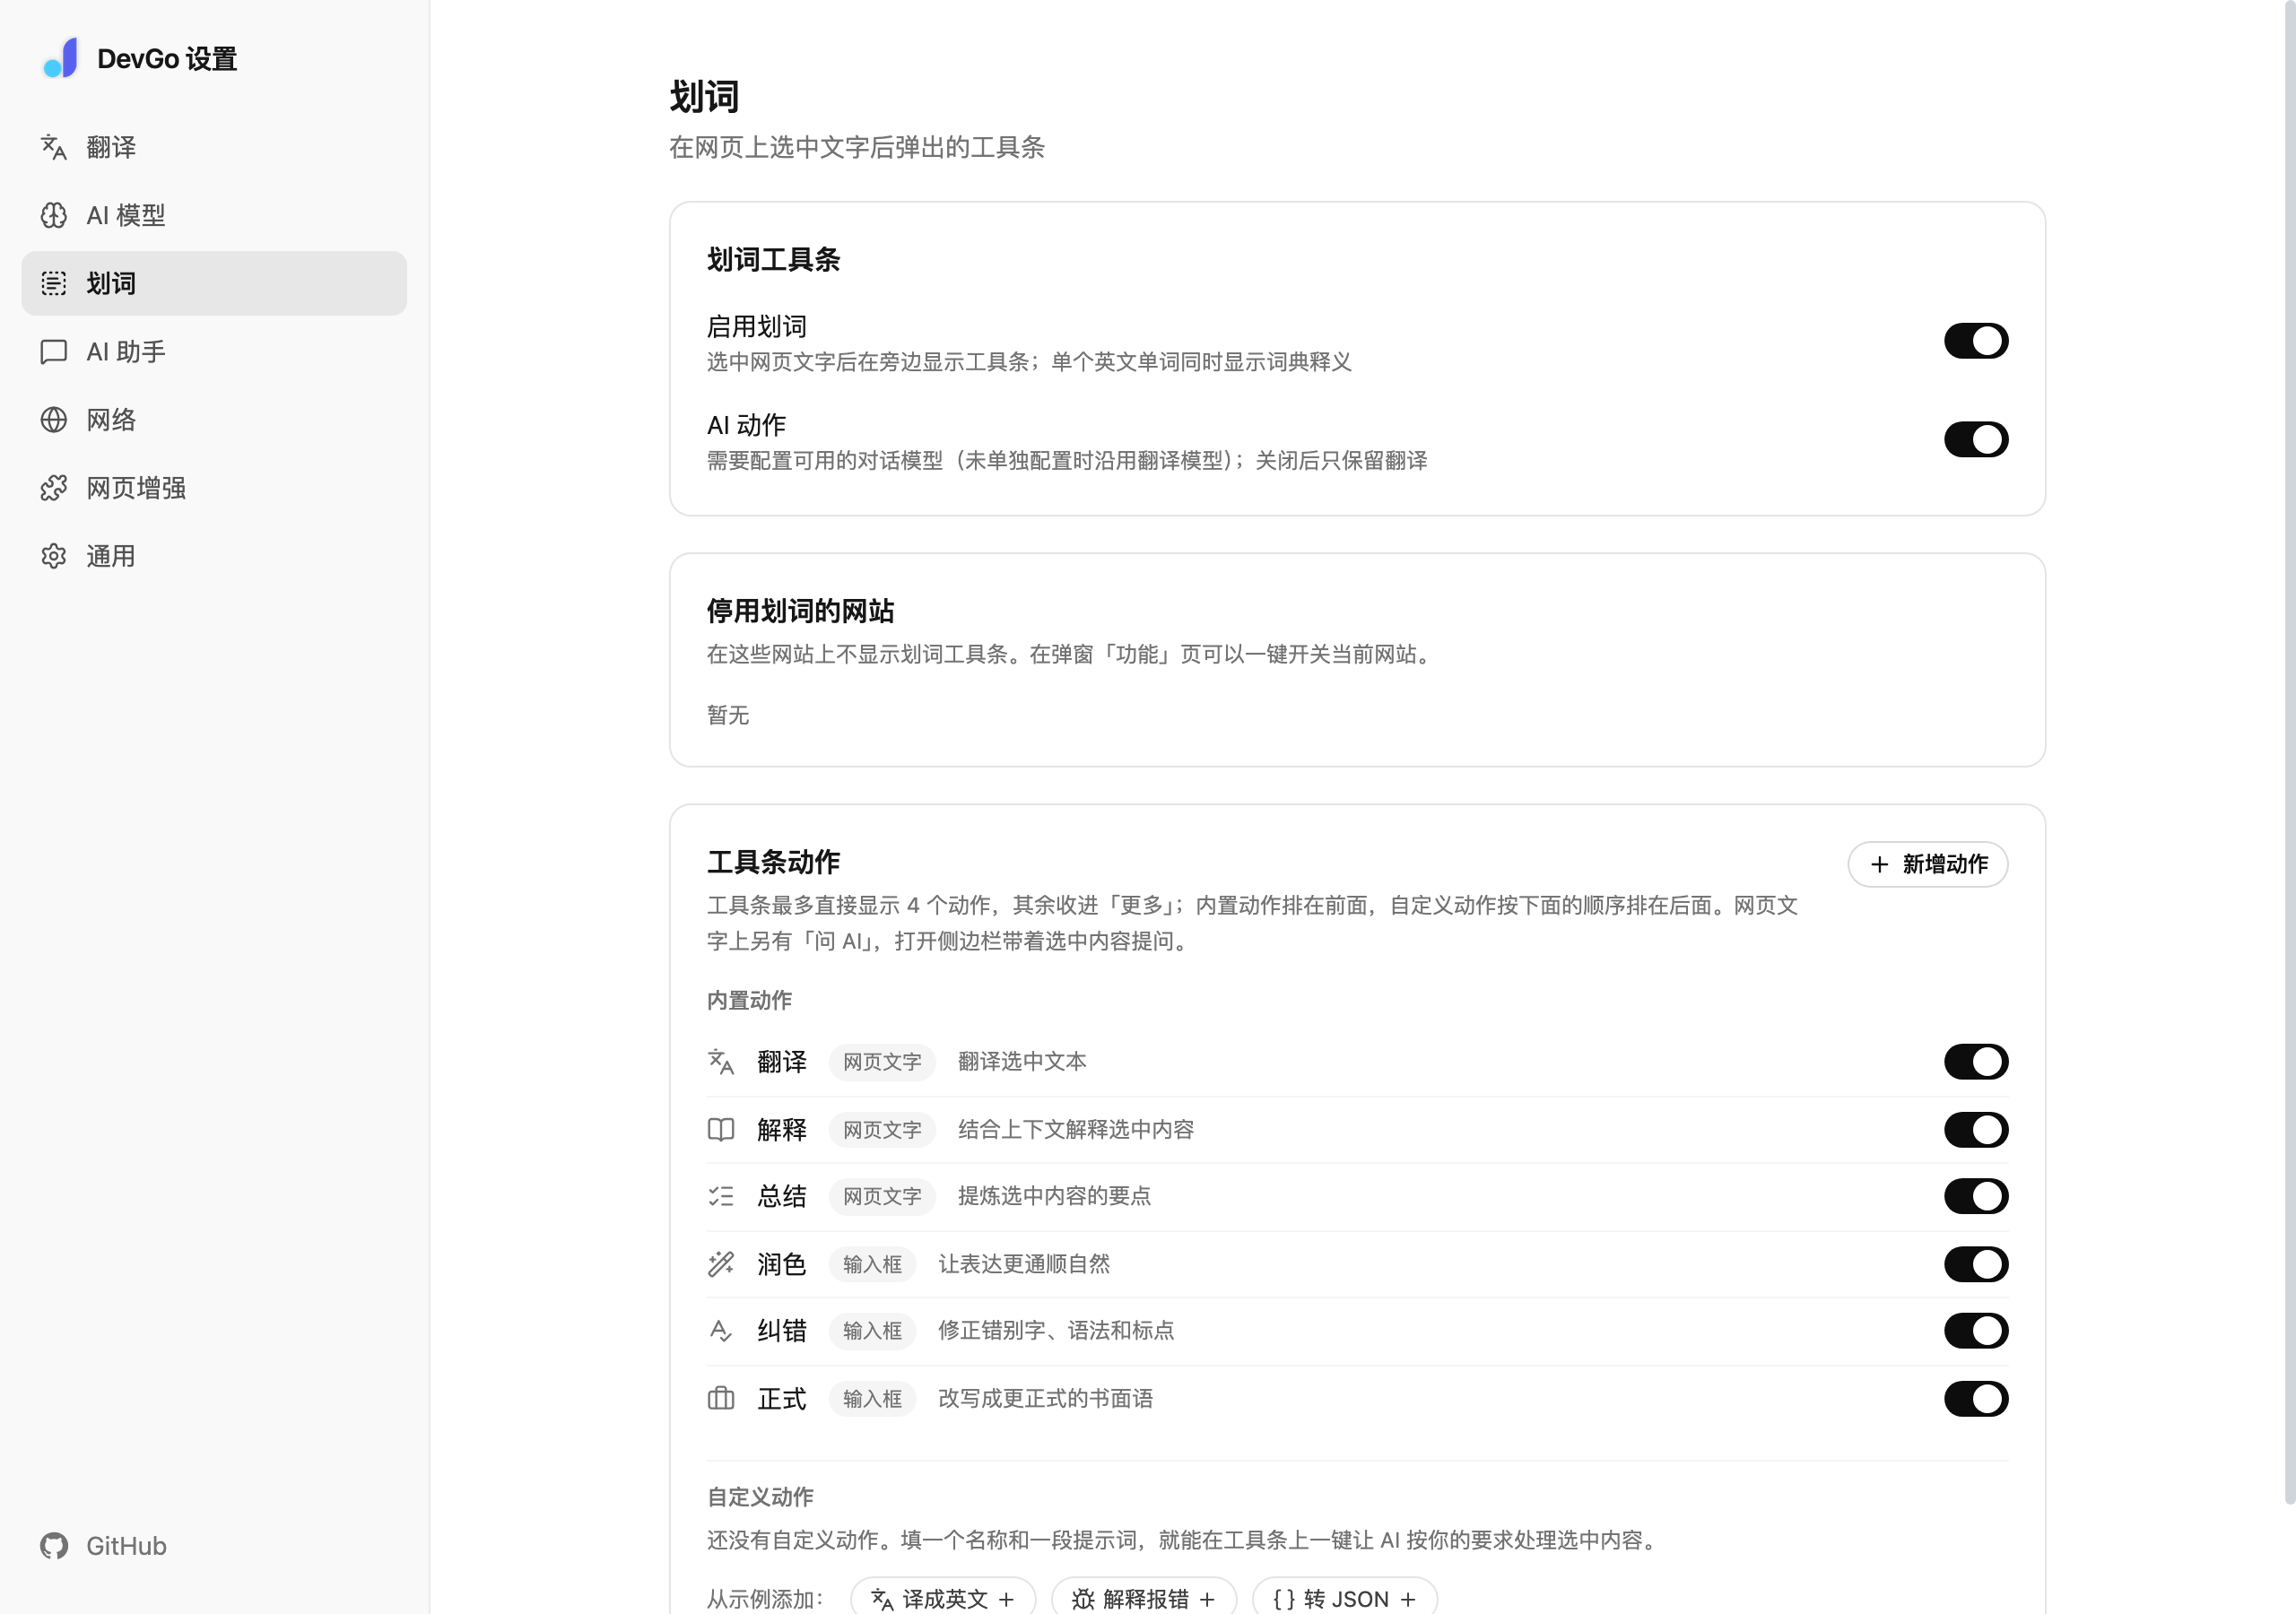 DevGo 设置
翻译
AI 模型
划词
AI 助手
网络
网页增强
通用
GitHub
划词
在网页上选中文字后弹出的工具条
划词工具条
启用划词
选中网页文字后在旁边显示工具条；单个英文单词同时显示词典释义
AI 动作
需要配置可用的对话模型（未单独配置时沿用翻译模型）；关闭后只保留翻译
停用划词的网站
在这些网站上不显示划词工具条。在弹窗「功能」页可以一键开关当前网站。
暂无
工具条动作
新增动作
工具条最多直接显示 4 个动作，其余收进「更多」；内置动作排在前面，自定义动作按下面的顺序排在后面。网页文
字上另有「问 AI」，打开侧边栏带着选中内容提问。
内置动作
翻译 网页文字 翻译选中文本
解释 网页文字 结合上下文解释选中内容
总结 网页文字 提炼选中内容的要点
润色 输入框 让表达更通顺自然
纠错 输入框 修正错别字、语法和标点
正式 输入框 改写成更正式的书面语
自定义动作
还没有自定义动作。填一个名称和一段提示词，就能在工具条上一键让 AI 按你的要求处理选中内容。
从示例添加： 译成英文 + 解释报错 + 转 JSON +